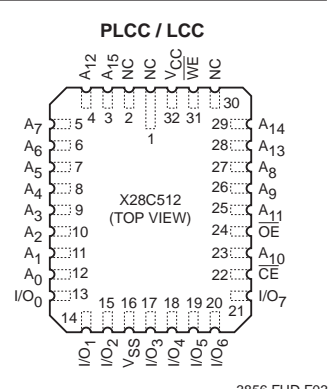 PLCC / LCC
A12 A15 NC NC VCC WE NC
4 3 2 1 32 31 30
A7 5 29 A14
A6 6 28 A13
A5 7 27 A8
A4 8 X28C512 26 A9
A3 9 (TOP VIEW) 25 A11
A2 10 24 OE
A1 11 23 A10
A0 12 22 CE
I/O0 13 21 I/O7
14 15 16 17 18 19 20
I/O1 I/O2 VSS I/O3 I/O4 I/O5 I/O6